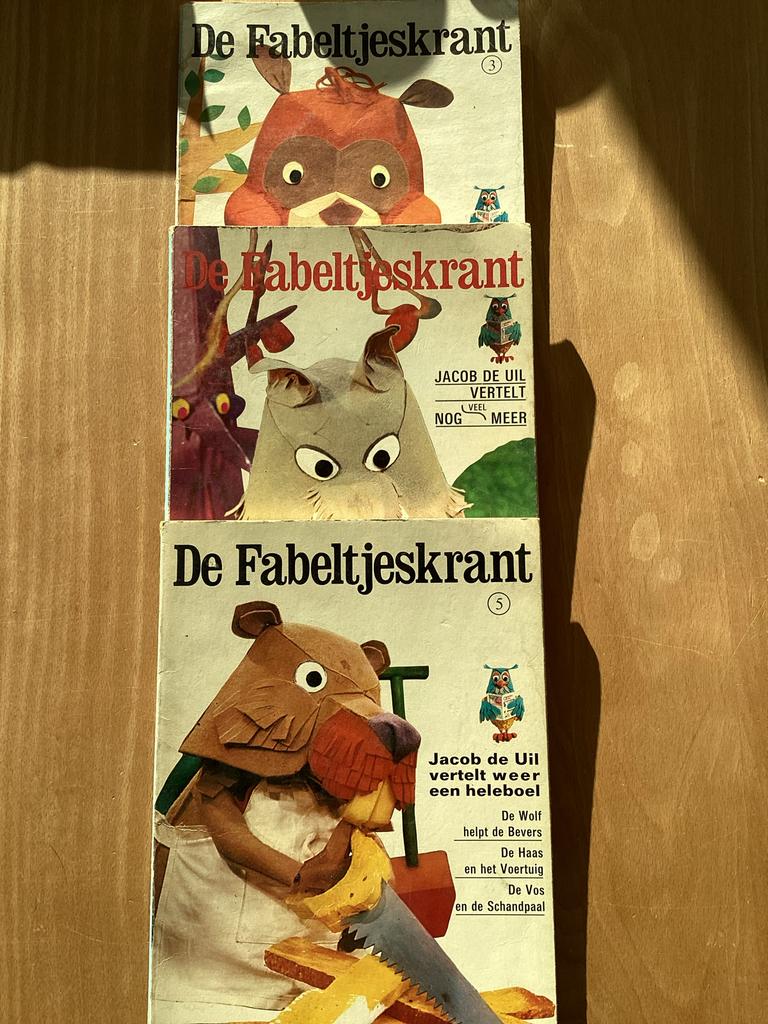 De Fabeltjeskrant
3
De Fabeltjeskrant
JACOB DE UIL
VERTELT
NOG VEEL MEER
De Fabeltjeskrant
5
Jacob de Uil
vertelt weer
een heleboel
De Wolf
helpt de Bevers
De Haas
en het Voertuig
De Vos
en de Schandpaal